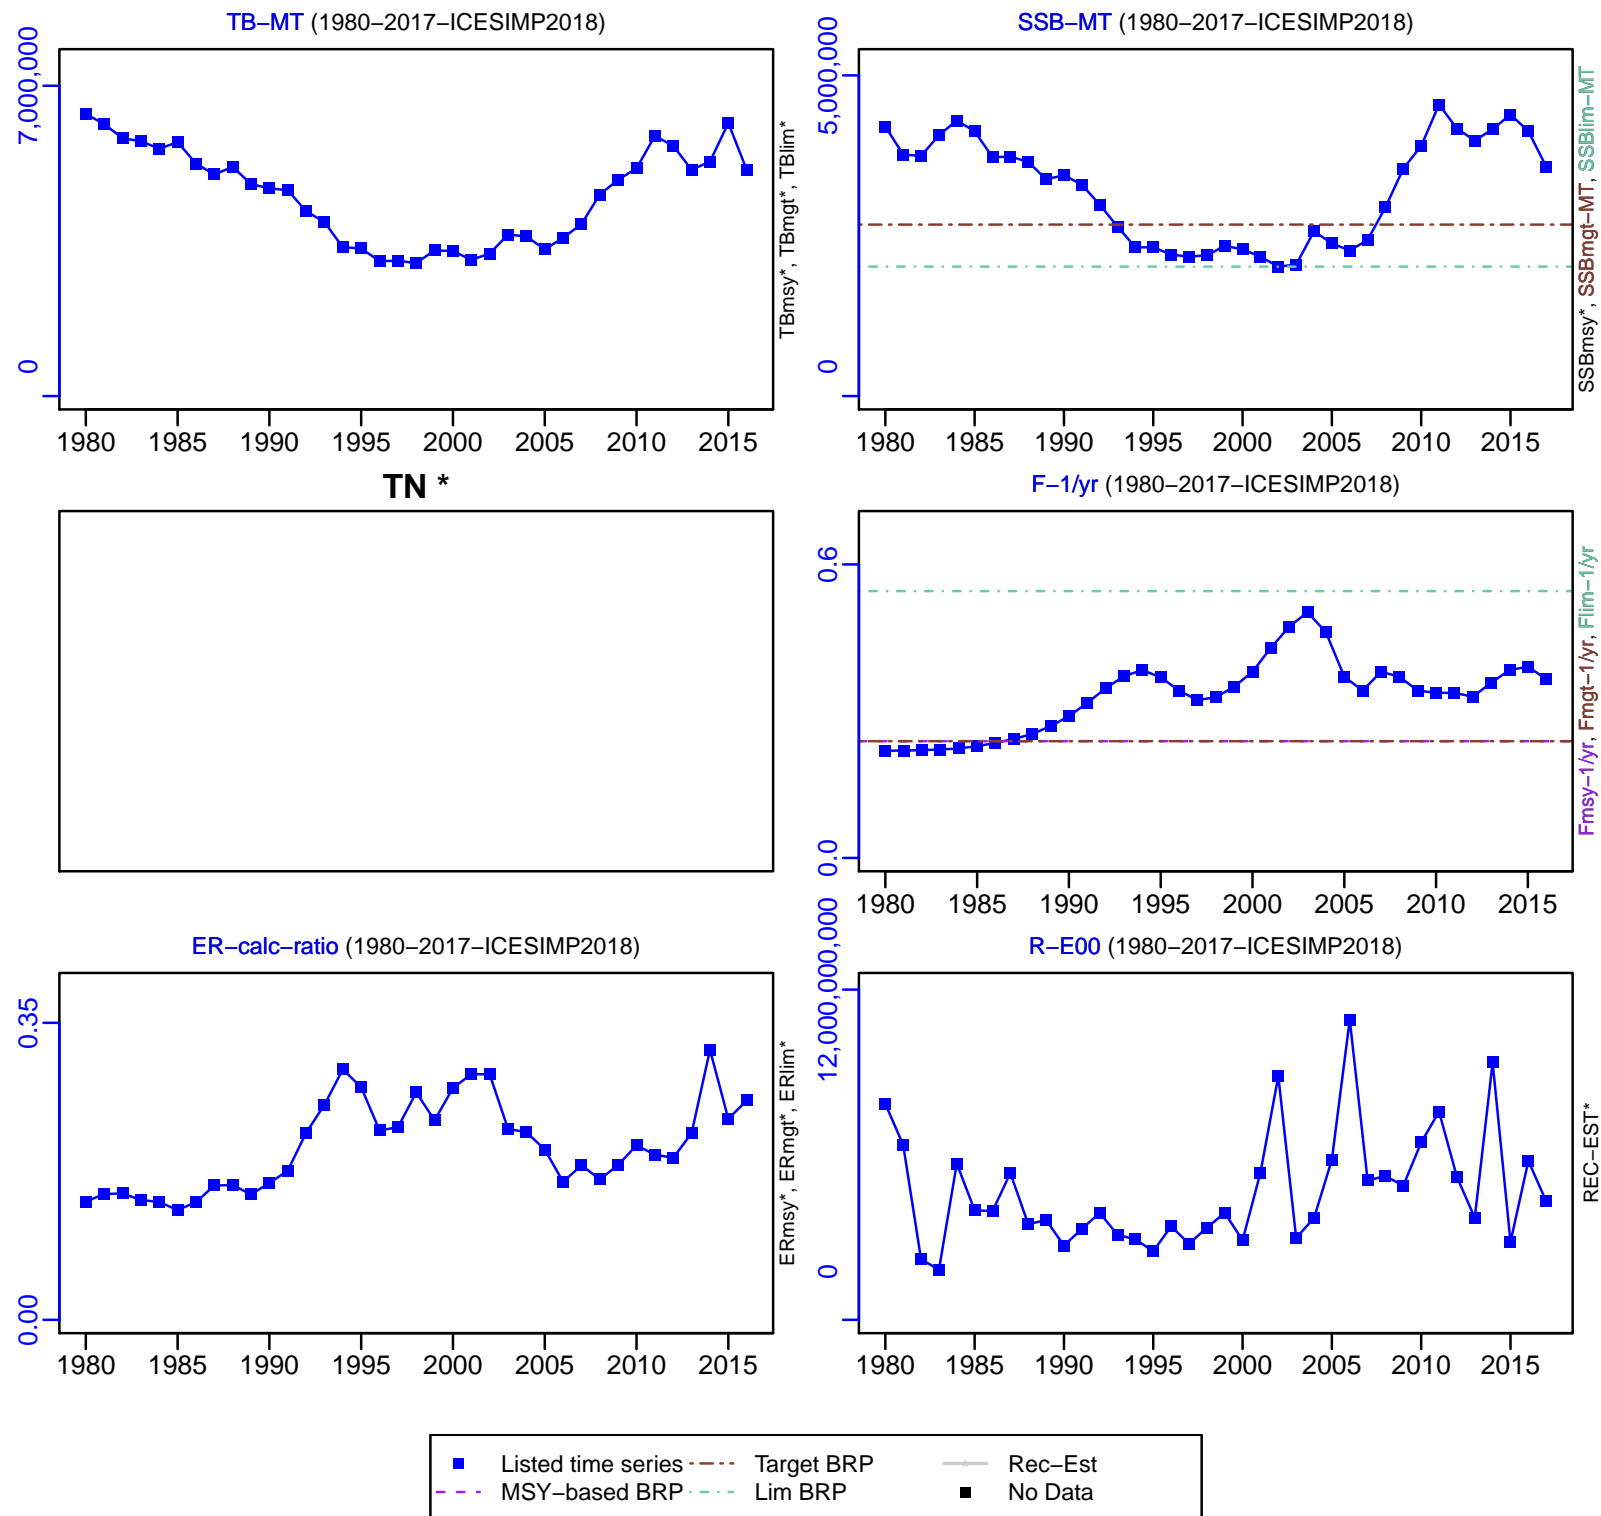 TB−MT (1980−2017−ICESIMP2018)
7,000,000
0
1980 1985 1990 1995 2000 2005 2010 2015
TBmsy*, TBmgt*, TBlim*
SSB−MT (1980−2017−ICESIMP2018)
5,000,000
0
1980 1985 1990 1995 2000 2005 2010 2015
SSBmsy*, SSBmgt−MT, SSBlim−MT
TN *
F−1/yr (1980−2017−ICESIMP2018)
0.6
0.0
1980 1985 1990 1995 2000 2005 2010 2015
Fmsy−1/yr, Fmgt−1/yr, Flim−1/yr
ER−calc−ratio (1980−2017−ICESIMP2018)
0.35
0.00
1980 1985 1990 1995 2000 2005 2010 2015
ERmsy*, ERmgt*, ERlim*
R−E00 (1980−2017−ICESIMP2018)
12,000,000,000
0
1980 1985 1990 1995 2000 2005 2010 2015
REC−EST*
Listed time series
MSY−based BRP
Target BRP
Lim BRP
Rec−Est
No Data